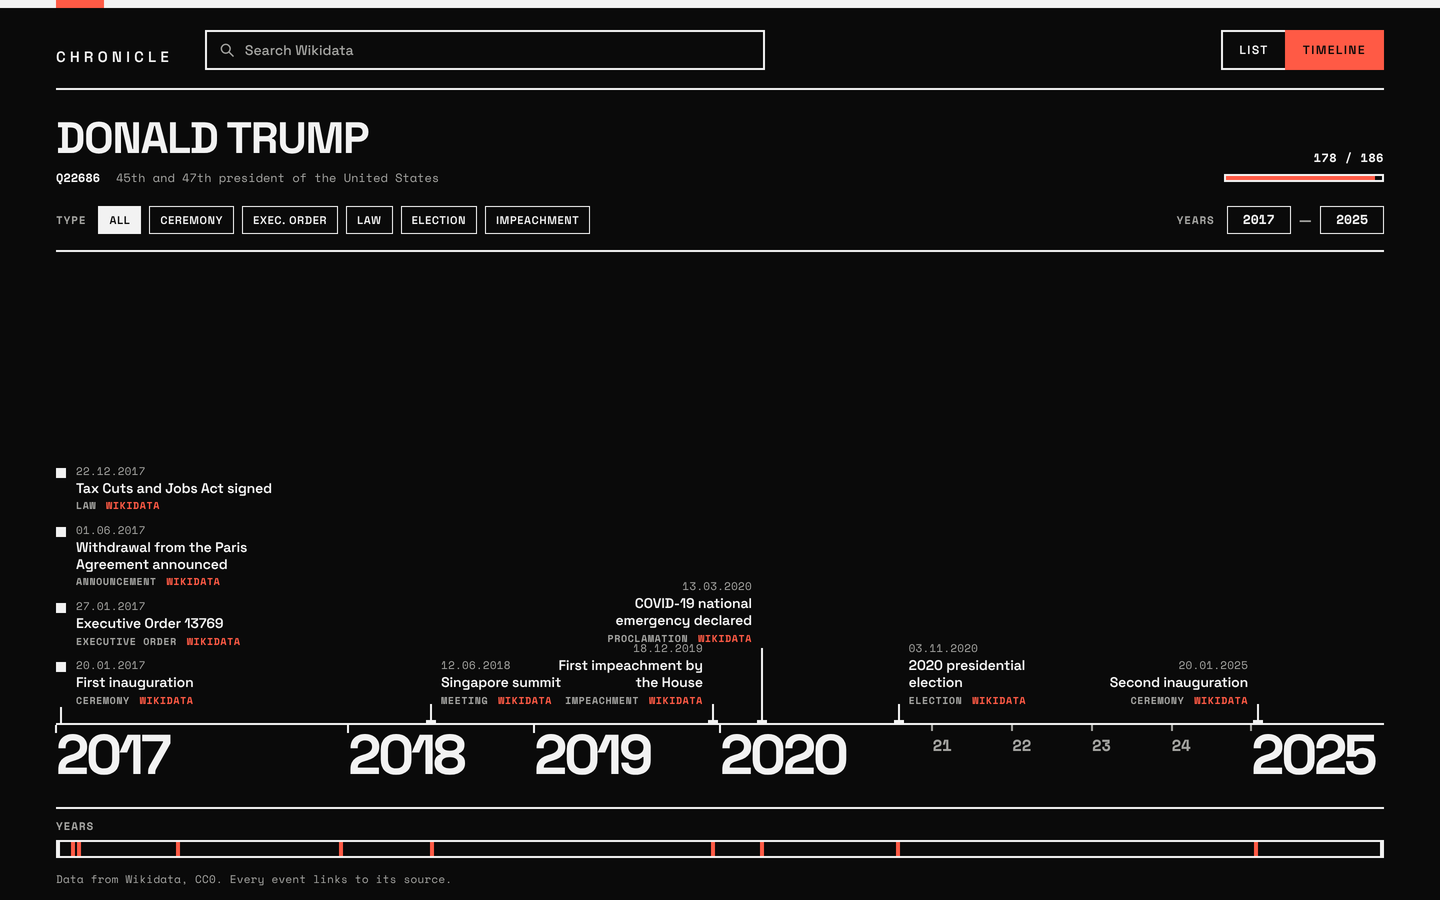 CHRONICLE
Search Wikidata
LIST
TIMELINE
DONALD TRUMP
178 / 186
Q22686 45th and 47th president of the United States
TYPE ALL CEREMONY EXEC. ORDER LAW ELECTION IMPEACHMENT
YEARS 2017 — 2025
22.12.2017
Tax Cuts and Jobs Act signed
LAW WIKIDATA
01.06.2017
Withdrawal from the Paris
Agreement announced
ANNOUNCEMENT WIKIDATA
27.01.2017
Executive Order 13769
EXECUTIVE ORDER WIKIDATA
20.01.2017
First inauguration
CEREMONY WIKIDATA
12.06.2018
Singapore summit
MEETING WIKIDATA
18.12.2019
First impeachment by
the House
IMPEACHMENT WIKIDATA
13.03.2020
COVID-19 national
emergency declared
PROCLAMATION WIKIDATA
03.11.2020
2020 presidential
election
ELECTION WIKIDATA
20.01.2025
Second inauguration
CEREMONY WIKIDATA
2017 2018 2019 2020 21 22 23 24 2025
YEARS
Data from Wikidata, CC0. Every event links to its source.